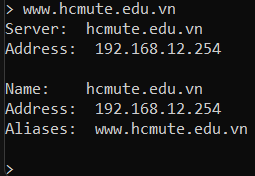 > www.hcmute.edu.vn
Server:  hcmute.edu.vn
Address:  192.168.12.254
Name:    hcmute.edu.vn
Address:  192.168.12.254
Aliases:  www.hcmute.edu.vn
>